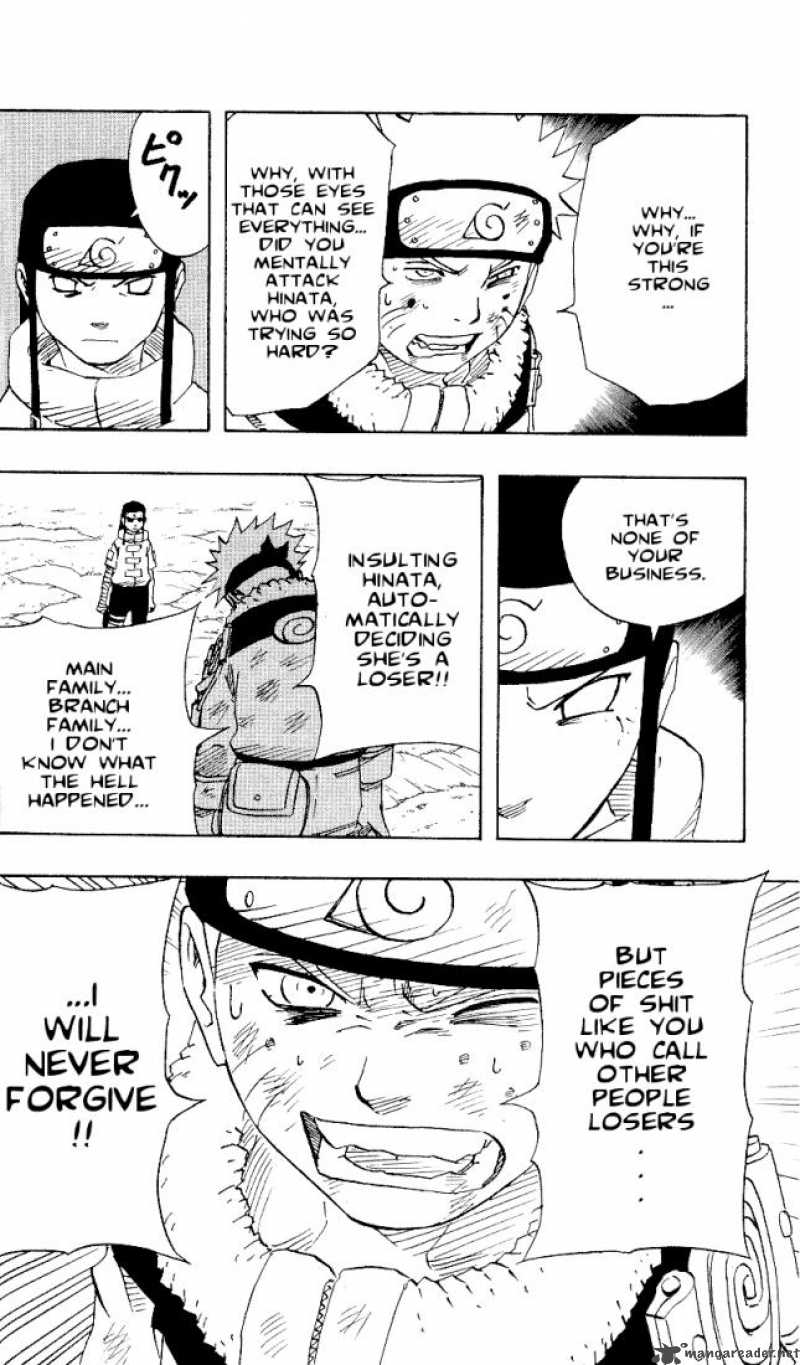 WHY...
WHY, IF
YOU'RE
THIS
STRONG
...
WHY, WITH
THOSE EYES
THAT CAN SEE
EVERYTHING...
DID YOU
MENTALLY
ATTACK
HINATA,
WHO WAS
TRYING SO
HARD?
ピクッ
THAT'S
NONE OF
YOUR
BUSINESS.
INSULTING
HINATA,
AUTO-
MATICALLY
DECIDING
SHE'S A
LOSER!!
MAIN
FAMILY...
BRANCH
FAMILY...
I DON'T
KNOW WHAT
THE HELL
HAPPENED...
BUT
PIECES
OF SHIT
LIKE YOU
WHO CALL
OTHER
PEOPLE
LOSERS
...
...I
WILL
NEVER
FORGIVE
!!
mangareader.net